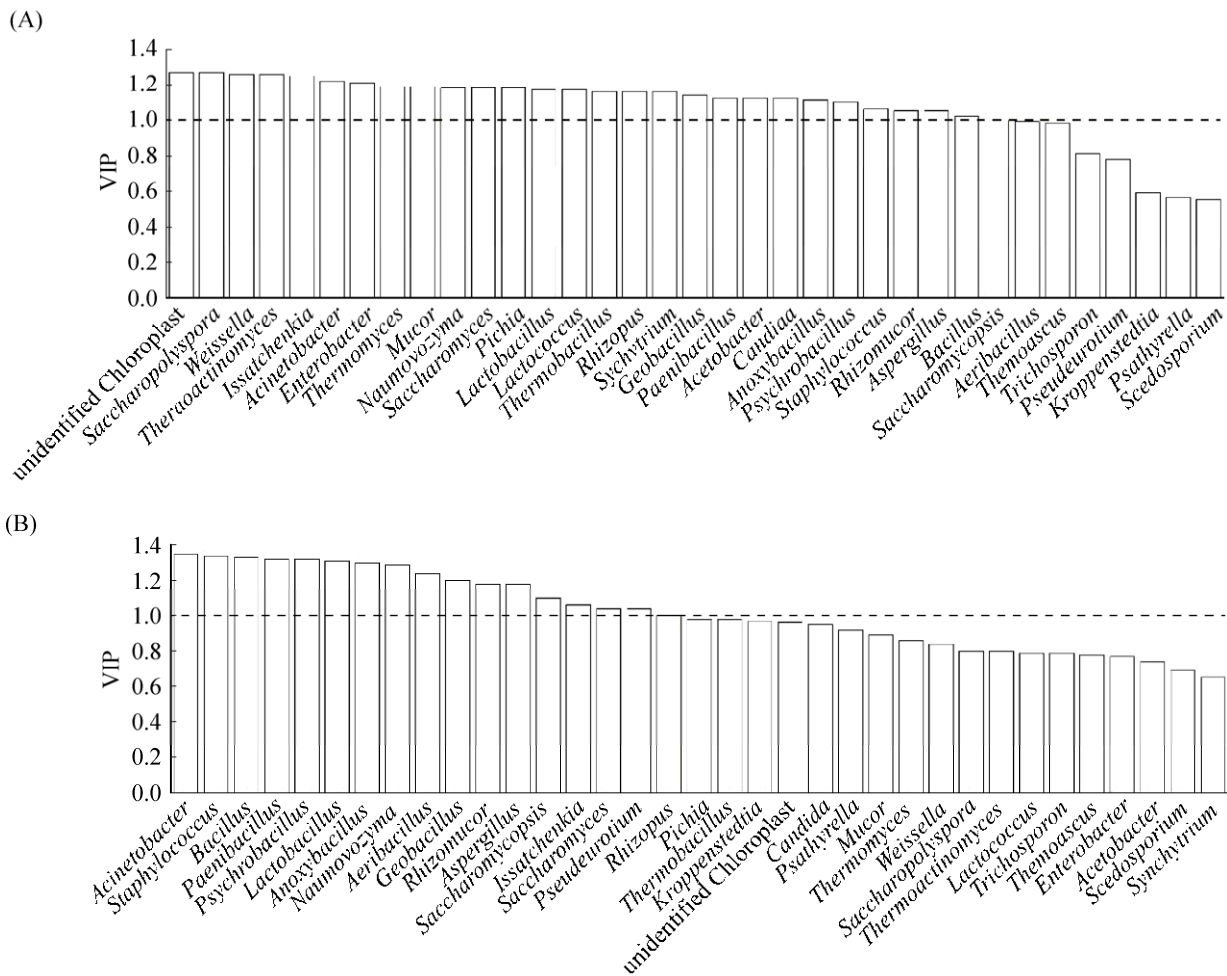 (A)
1.4
1.2
1.0
0.8
0.6
0.4
0.2
0.0
VIP
unidentified Chloroplast
Saccharopolyspora
Weissella
Theruoactinomyces
Issatchenkia
Acinetobacter
Enterobacter
Thermomyces
Mucor
Naumovozyma
Saccharomyces
Pichia
Lactobacillus
Lactococcus
Thermobacillus
Rhizopus
Sychytrium
Geobacillus
Paenibacillus
Acetobacter
Candiaa
Anoxybacillus
Psychrobacillus
Staphylococcus
Rhizomucor
Aspergillus
Bacillus
Saccharomycopsis
Aeribacillus
Themoascus
Trichosporon
Pseudeurotium
Kroppenstedtia
Psathyrella
Scedosporium
(B)
1.4
1.2
1.0
0.8
0.6
0.4
0.2
0.0
VIP
Acinetobacter
Staphylococcus
Bacillus
Paenibacillus
Psychrobacillus
Lactobacillus
Anoxybacillus
Naumovozyma
Aeribacillus
Geobacillus
Rhizomucor
Aspergillus
Saccharomycopsis
Issatchenkia
Saccharomyces
Pseudeurotium
Rhizopus
Pichia
Thermobacillus
Kroppenstedtia
unidentified Chloroplast
Candida
Psathyrella
Mucor
Thermomyces
Weissella
Saccharopolyspora
Thermoactinomyces
Lactococcus
Trichosporon
Themoascus
Enterobacter
Acetobacter
Scedosporium
Synchytrium